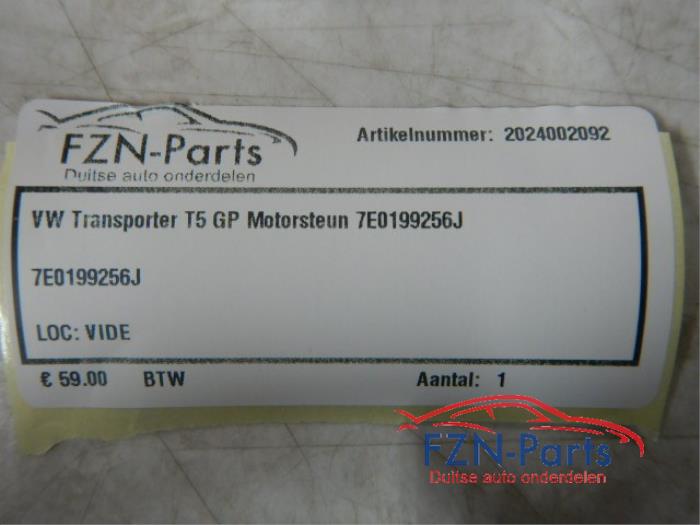 FZN-Parts
Duitse auto onderdelen
Artikelnummer: 2024002092
VW Transporter T5 GP Motorsteun 7E0199256J
7E0199256J
LOC: VIDE
€ 59.00 BTW Aantal: 1
FZN-Parts
Duitse auto onderdelen